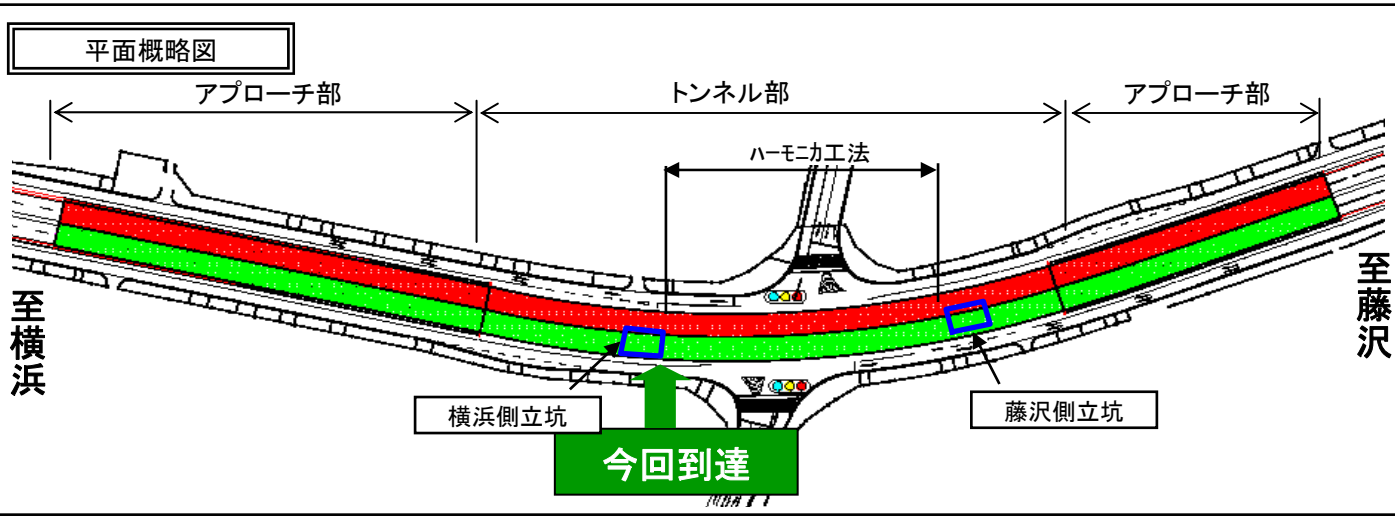 平面概略図
アプローチ部
トンネル部
アプローチ部
ハーモニカ工法
至横浜
至藤沢
横浜側立坑
藤沢側立坑
今回到達